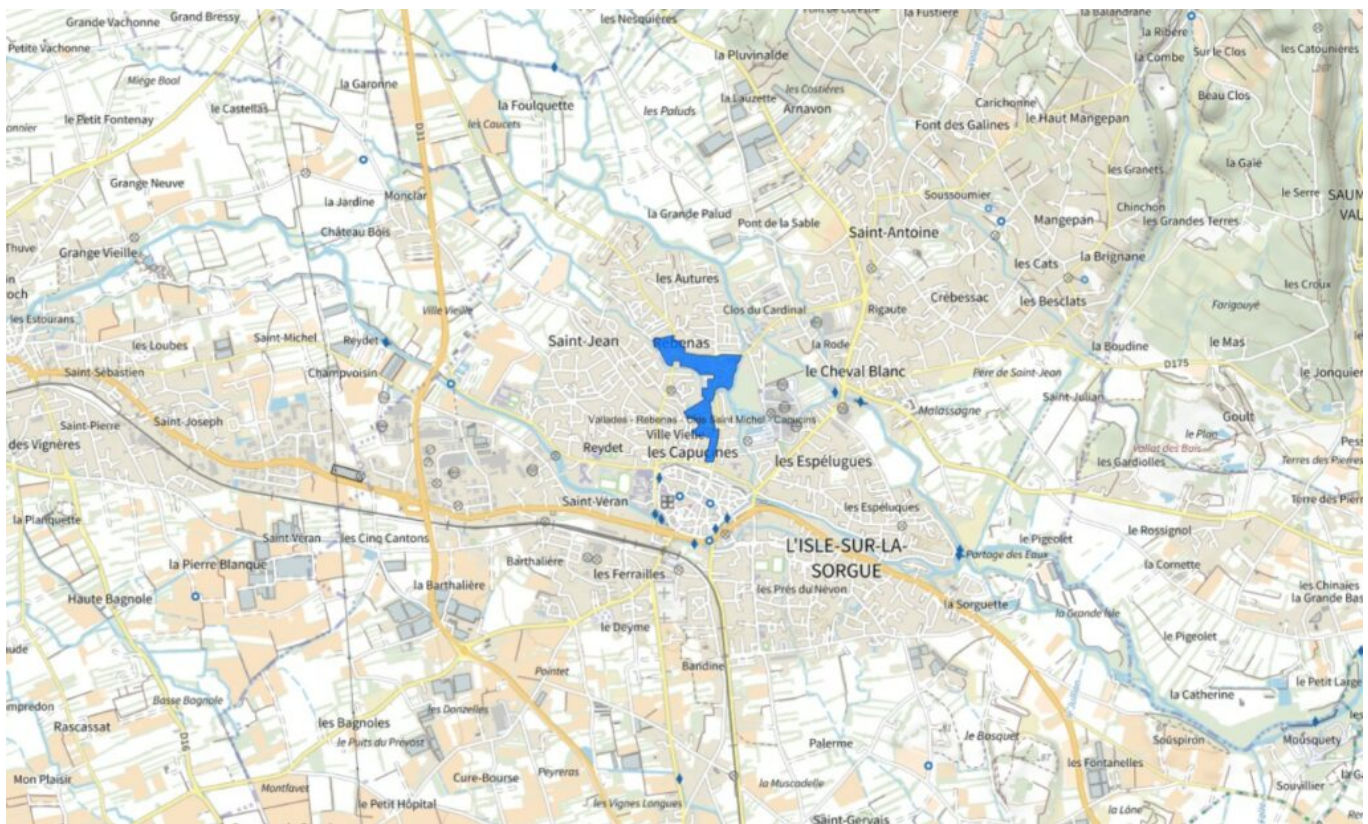 Grande Vachonne
Grand Bressy
les Nesquières
la Fustière
la Balandrane
la Ribère
Petite Vachonne
la Pluvinalde
la Combe
Sur le Clos
les Catounières
Miège Baol
la Garonne
la Foulquette
les Paluds
la Lauzette
les Costières
Arnavon
Carichonne
Beau Clos
le Castellas
le Petit Fontenay
D31
les Caucets
Font des Galines
le Haut Mangepan
Grange Neuve
Monclar
la Jardine
les Granets
la Gaïé
Soussoumier
Chinchon
le Serre
Château Bois
la Grande Palud
Pont de la Sable
Mangepan
les Grandes Terres
Thuve
Grange Vieille
Saint-Antoine
les Cats
la Brignane
les Autures
Crébessac
les Besclats
les Croux
Farigouyé
les Estourans
Ville Vieille
Clos du Cardinal
Rigaute
Saint-Michel
Reydet
Saint-Jean
Rebenas
la Rode
la Boudine
le Mas
les Loubes
Saint-Sébastien
Champvoisin
le Cheval Blanc
Père de Saint-Jean
D175
le Jonquier
Saint-Pierre
Saint-Joseph
Valades - Rebenas - Clos Saint Michel - Capucins
Malassagne
Saint-Julian
Goult
des Vignères
Reydet
Ville Vieille
les Capucines
les Espélugues
le Plan
Vallat des Bais
les Gardiolles
Terres des Pierres
Saint-Véran
les Espéluques
Terre des Pier
la Planquette
Saint-Véran
les Cinq Cantons
L'ISLE-SUR-LA-
SORGUE
le Pigeolet
le Rossignol
Partage des Eaux
la Pierre Blanque
Barthalière
les Ferrailles
la Cornette
Haute Bagnole
la Barthalière
les Prés du Névon
la Sorguette
les Chinaies
la Grande Bas
la Grande Isle
le Deyme
le Pigeolet
Basse Bagnole
Pointet
Bandine
la Catherine
le Petit Large
Rascassat
D16
les Bagnoles
les Donzelles
le Puits du Prévost
Palerme
le Bosquet
Souspiron
Mousquety
Mon Plaisir
Montfavet
Cure-Bourse
Peyreras
la Muscadelle
les Fontanelles
Souvillier
le Petit Hôpital
les Vignes Longues
Saint-Gervais
la Lône